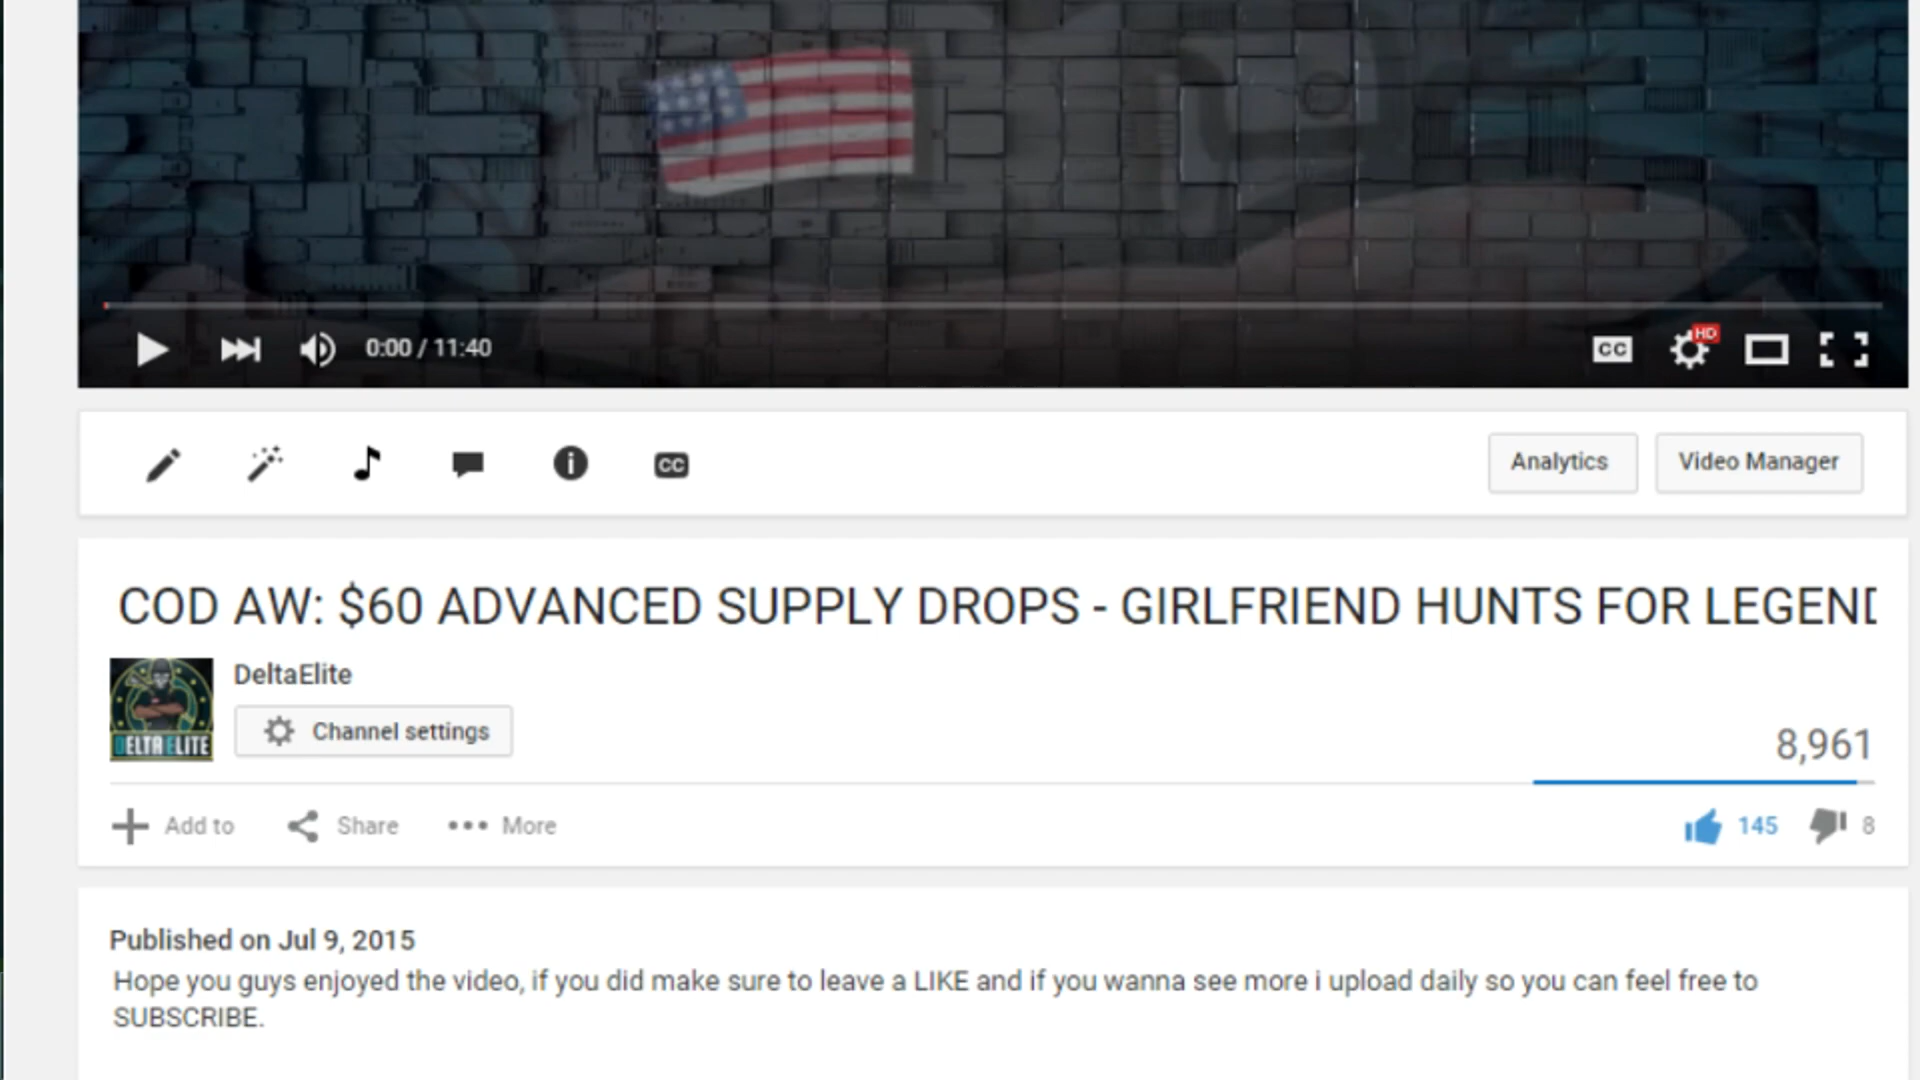 0:00 / 11:40
CC
HD
CC
Analytics
Video Manager
COD AW: $60 ADVANCED SUPPLY DROPS - GIRLFRIEND HUNTS FOR LEGEND
DeltaElite
DELTA ELITE
Channel settings
8,961
Add to
Share
More
145
8
Published on Jul 9, 2015
Hope you guys enjoyed the video, if you did make sure to leave a LIKE and if you wanna see more i upload daily so you can feel free to
SUBSCRIBE.